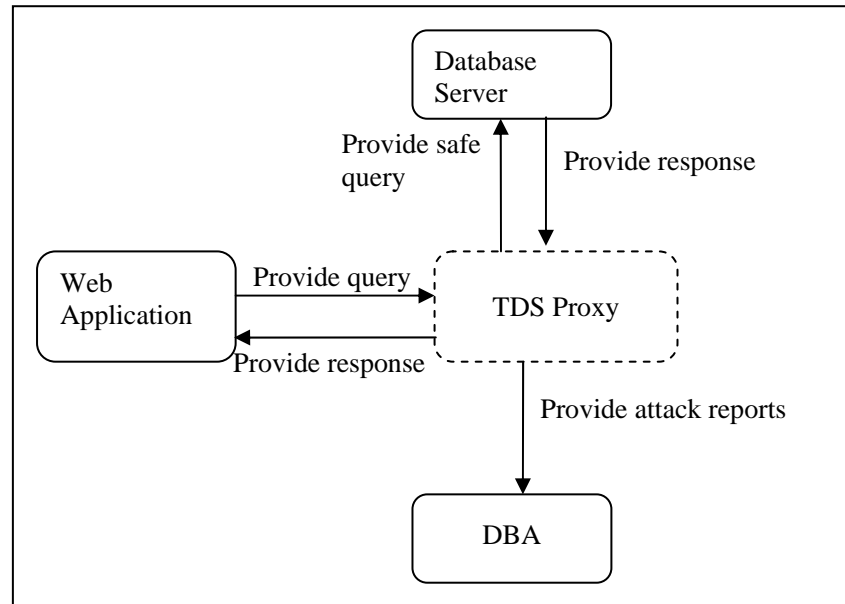 Database
Server
Provide safe
query
Provide response
Web
Application
Provide query
TDS Proxy
Provide response
Provide attack reports
DBA